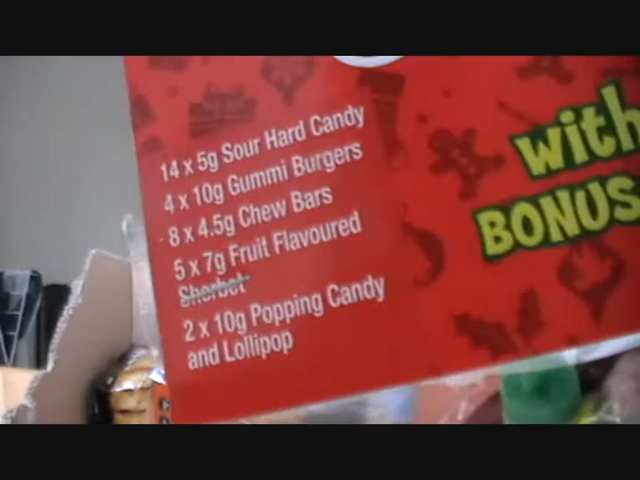 14 x 5g Sour Hard Candy
4 x 10g Gummi Burgers
8 x 4.5g Chew Bars
5 x 7g Fruit Flavoured
Sherbet
2 x 10g Popping Candy
and Lollipop
with
BONUS